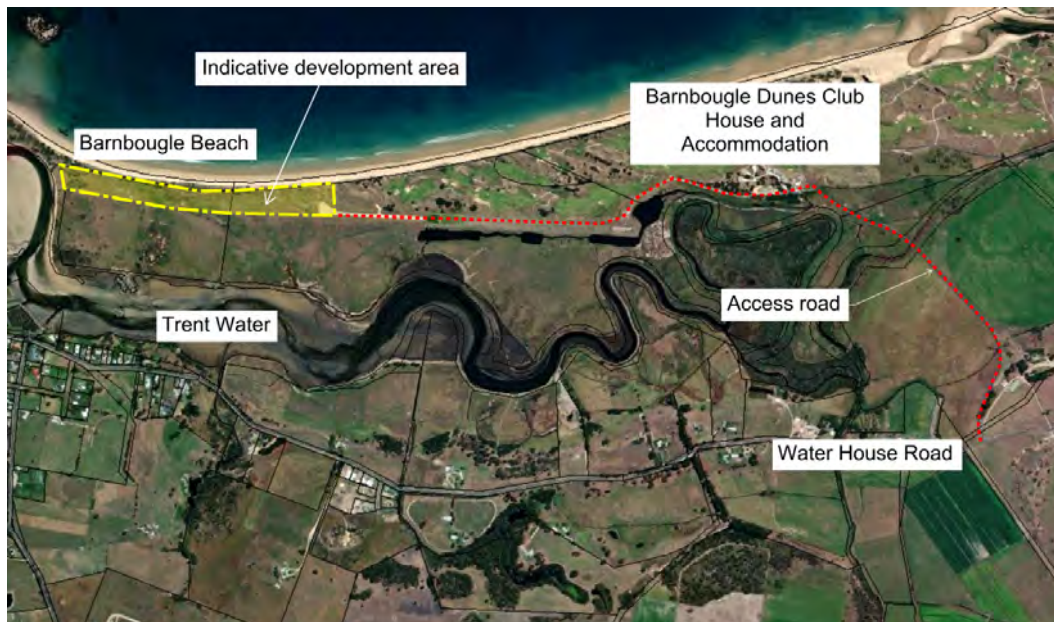 Indicative development area
Barnbougle Beach
Barnbougle Dunes Club
House and
Accommodation
Access road
Trent Water
Water House Road